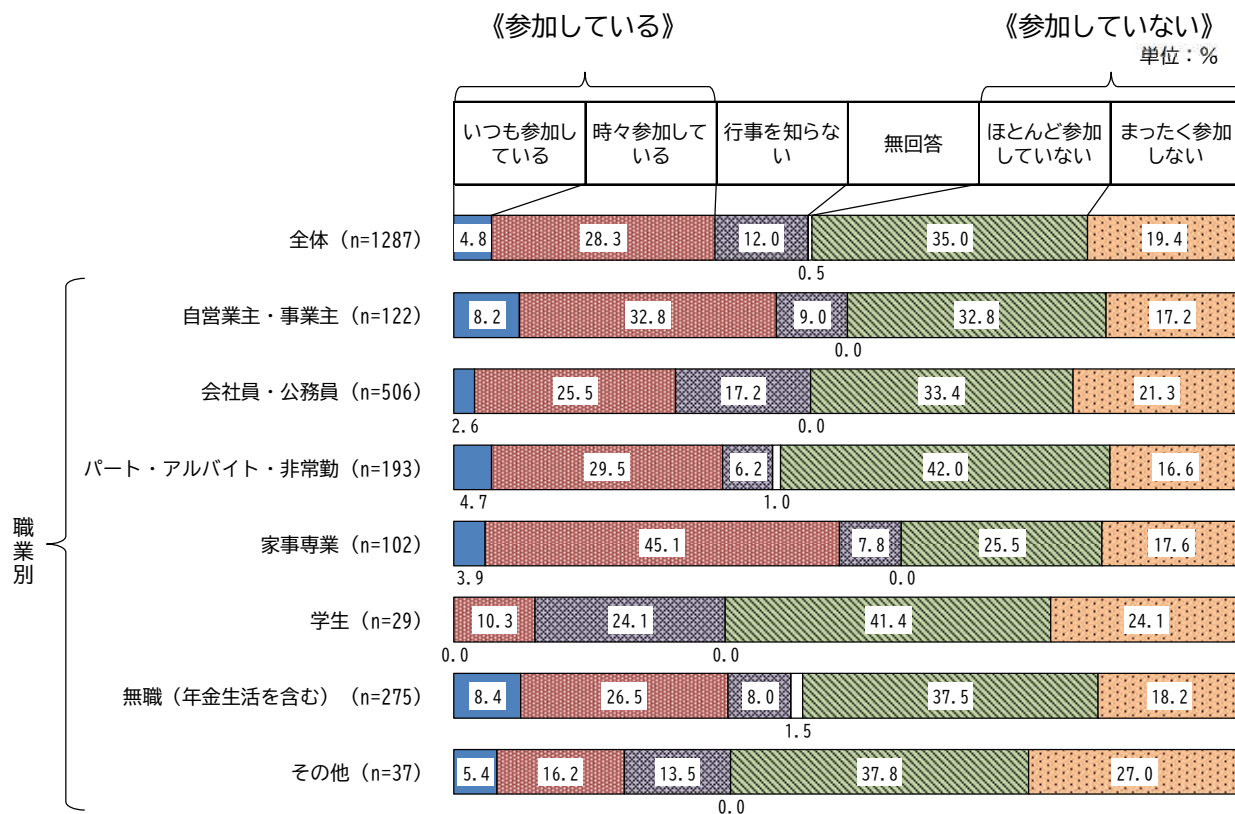 《参加している》 《参加していない》
単位：%
いつも参加し
ている
時々参加して
いる
行事を知らな
い
無回答
ほとんど参加
していない
まったく参加
しない
全体（n=1287） 4.8 28.3 12.0 35.0 19.4
0.5
自営業主・事業主（n=122） 8.2 32.8 9.0 32.8 17.2
0.0
会社員・公務員（n=506） 25.5 17.2 33.4 21.3
2.6 0.0
パート・アルバイト・非常勤（n=193） 29.5 6.2 42.0 16.6
4.7 1.0
職業別
家事専業（n=102） 45.1 7.8 25.5 17.6
3.9 0.0
学生（n=29） 10.3 24.1 41.4 24.1
0.0 0.0
無職（年金生活を含む）（n=275） 8.4 26.5 8.0 37.5 18.2
1.5
その他（n=37） 5.4 16.2 13.5 37.8 27.0
0.0